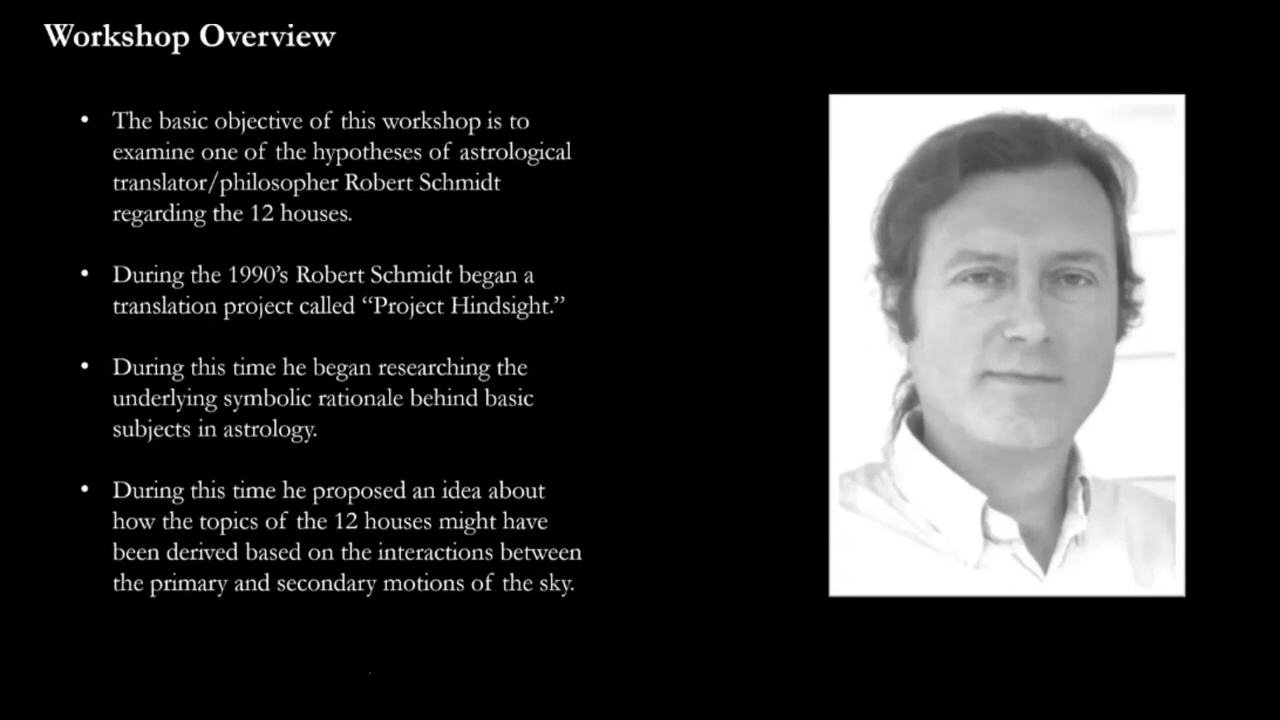 Workshop Overview
• The basic objective of this workshop is to
examine one of the hypotheses of astrological
translator/philosopher Robert Schmidt
regarding the 12 houses.
• During the 1990’s Robert Schmidt began a
translation project called “Project Hindsight.”
• During this time he began researching the
underlying symbolic rationale behind basic
subjects in astrology.
• During this time he proposed an idea about
how the topics of the 12 houses might have
been derived based on the interactions between
the primary and secondary motions of the sky.